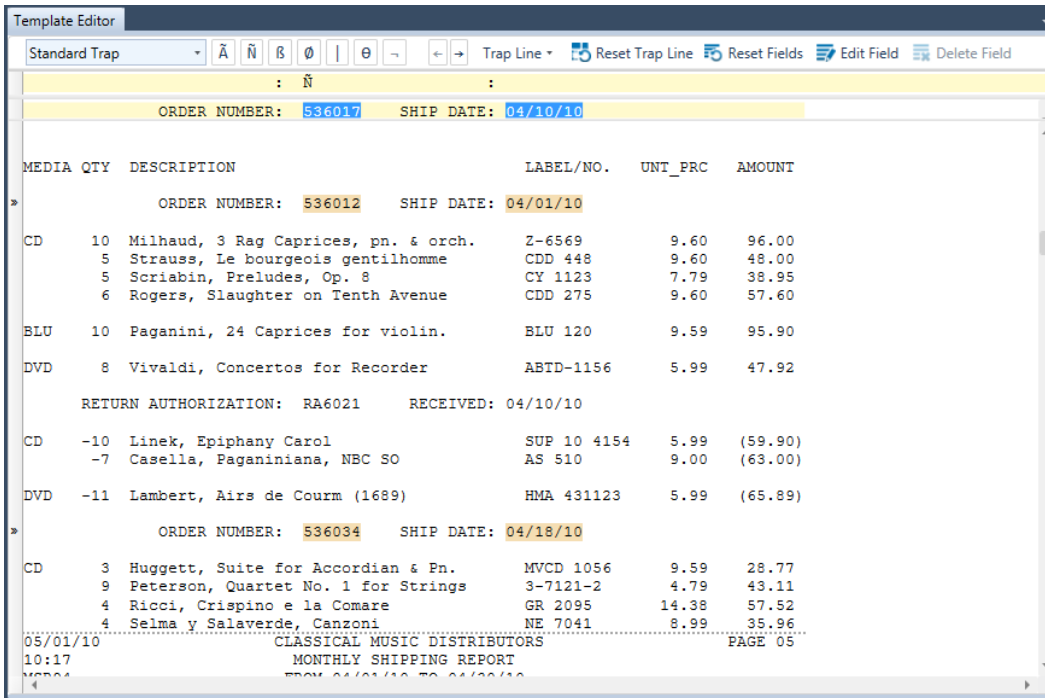 Template Editor
Standard Trap Ã Ñ ß Ø | θ ¬ ← → Trap Line Reset Trap Line Reset Fields Edit Field Delete Field
: Ñ :
ORDER NUMBER: 536017 SHIP DATE: 04/10/10
MEDIA QTY DESCRIPTION LABEL/NO. UNT_PRC AMOUNT
» ORDER NUMBER: 536012 SHIP DATE: 04/01/10
CD 10 Milhaud, 3 Rag Caprices, pn. & orch. Z-6569 9.60 96.00
5 Strauss, Le bourgeois gentilhomme CDD 448 9.60 48.00
5 Scriabin, Preludes, Op. 8 CY 1123 7.79 38.95
6 Rogers, Slaughter on Tenth Avenue CDD 275 9.60 57.60
BLU 10 Paganini, 24 Caprices for violin. BLU 120 9.59 95.90
DVD 8 Vivaldi, Concertos for Recorder ABTD-1156 5.99 47.92
RETURN AUTHORIZATION: RA6021 RECEIVED: 04/10/10
CD -10 Linek, Epiphany Carol SUP 10 4154 5.99 (59.90)
-7 Casella, Paganiniana, NBC SO AS 510 9.00 (63.00)
DVD -11 Lambert, Airs de Courm (1689) HMA 431123 5.99 (65.89)
» ORDER NUMBER: 536034 SHIP DATE: 04/18/10
CD 3 Huggett, Suite for Accordian & Pn. MVCD 1056 9.59 28.77
9 Peterson, Quartet No. 1 for Strings 3-7121-2 4.79 43.11
4 Ricci, Crispino e la Comare GR 2095 14.38 57.52
4 Selma y Salaverde, Canzoni NE 7041 8.99 35.96
05/01/10 CLASSICAL MUSIC DISTRIBUTORS PAGE 05
10:17 MONTHLY SHIPPING REPORT
FROM 04/01/10 TO 04/30/10